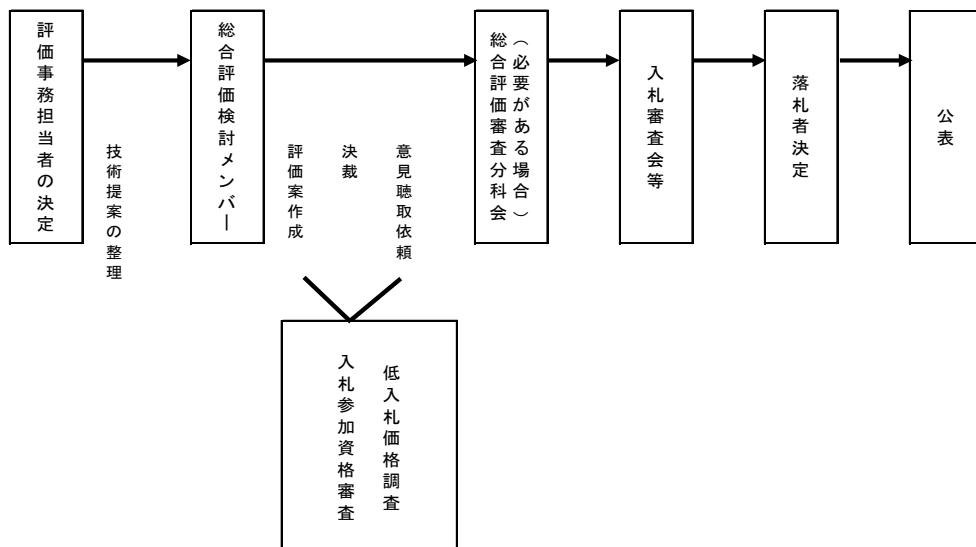 評価事務担当者の決定
技術提案の整理
総合評価検討メンバー
評価案作成
決裁
意見聴取依頼
（必要がある場合）
総合評価審査分科会
入札審査会等
落札者決定
公表
低入札価格調査
入札参加資格審査